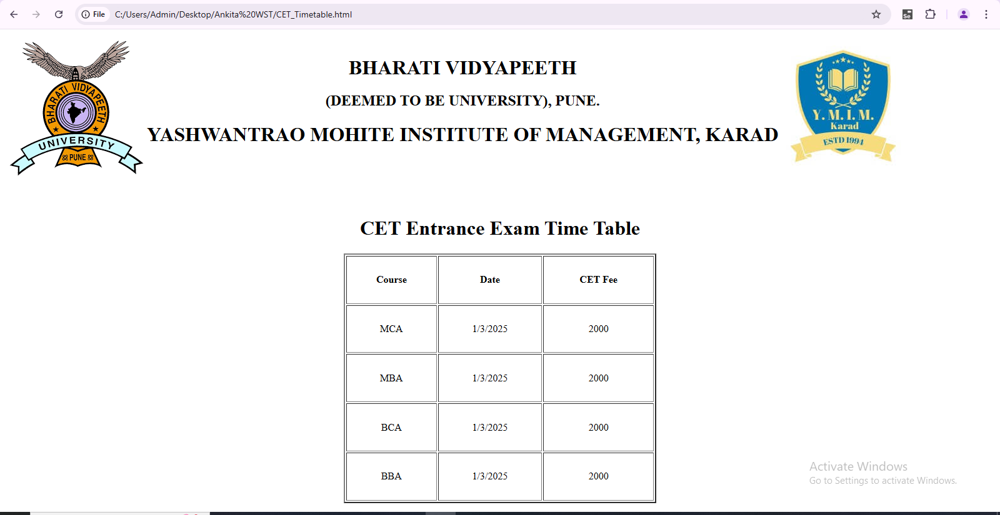 File C:/Users/Admin/Desktop/Ankita%20WST/CET_Timetable.html
Se
BHARATI VIDYAPEETH
UNIVERSITY
PUNE
BHARATI VIDYAPEETH
(DEEMED TO BE UNIVERSITY), PUNE.
YASHWANTRAO MOHITE INSTITUTE OF MANAGEMENT, KARAD
Y. M. I. M.
Karad
ESTD 1994
CET Entrance Exam Time Table
Course Date CET Fee
MCA 1/3/2025 2000
MBA 1/3/2025 2000
BCA 1/3/2025 2000
BBA 1/3/2025 2000
Activate Windows
Go to Settings to activate Windows.